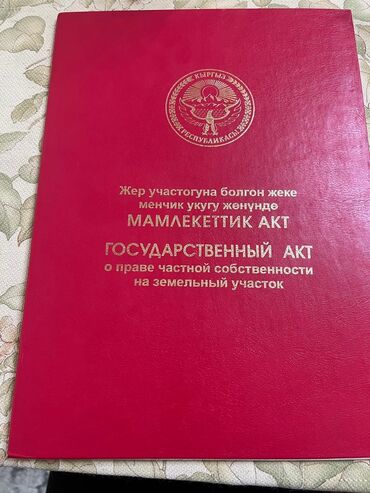 КЫРГЫЗ
РЕСПУБЛИКАСЫ
Жер участогуна болгон жеке
менчик укугу жөнүндө
МАМЛЕКЕТТИК АКТ
ГОСУДАРСТВЕННЫЙ АКТ
о праве частной собственности
на земельный участок